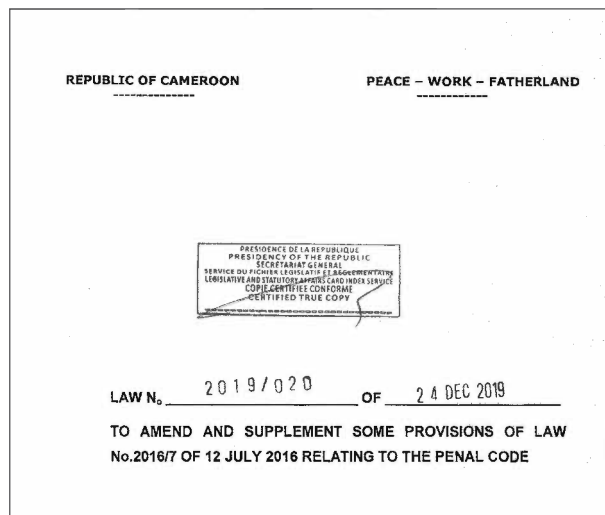 REPUBLIC OF CAMEROON
PEACE – WORK – FATHERLAND
PRESIDENCE DE LA REPUBLIQUE
PRESIDENCY OF THE REPUBLIC
SECRETARIAT GENERAL
SERVICE DU FICHIER LEGISLATIF ET REGLEMENTAIRE
LEGISLATIVE AND STATUTORY AFFAIRS CARD INDEX SERVICE
COPIE CERTIFIEE CONFORME
CERTIFIED TRUE COPY
LAW No 2019/020 OF 24 DEC 2019
TO AMEND AND SUPPLEMENT SOME PROVISIONS OF LAW
No.2016/7 OF 12 JULY 2016 RELATING TO THE PENAL CODE